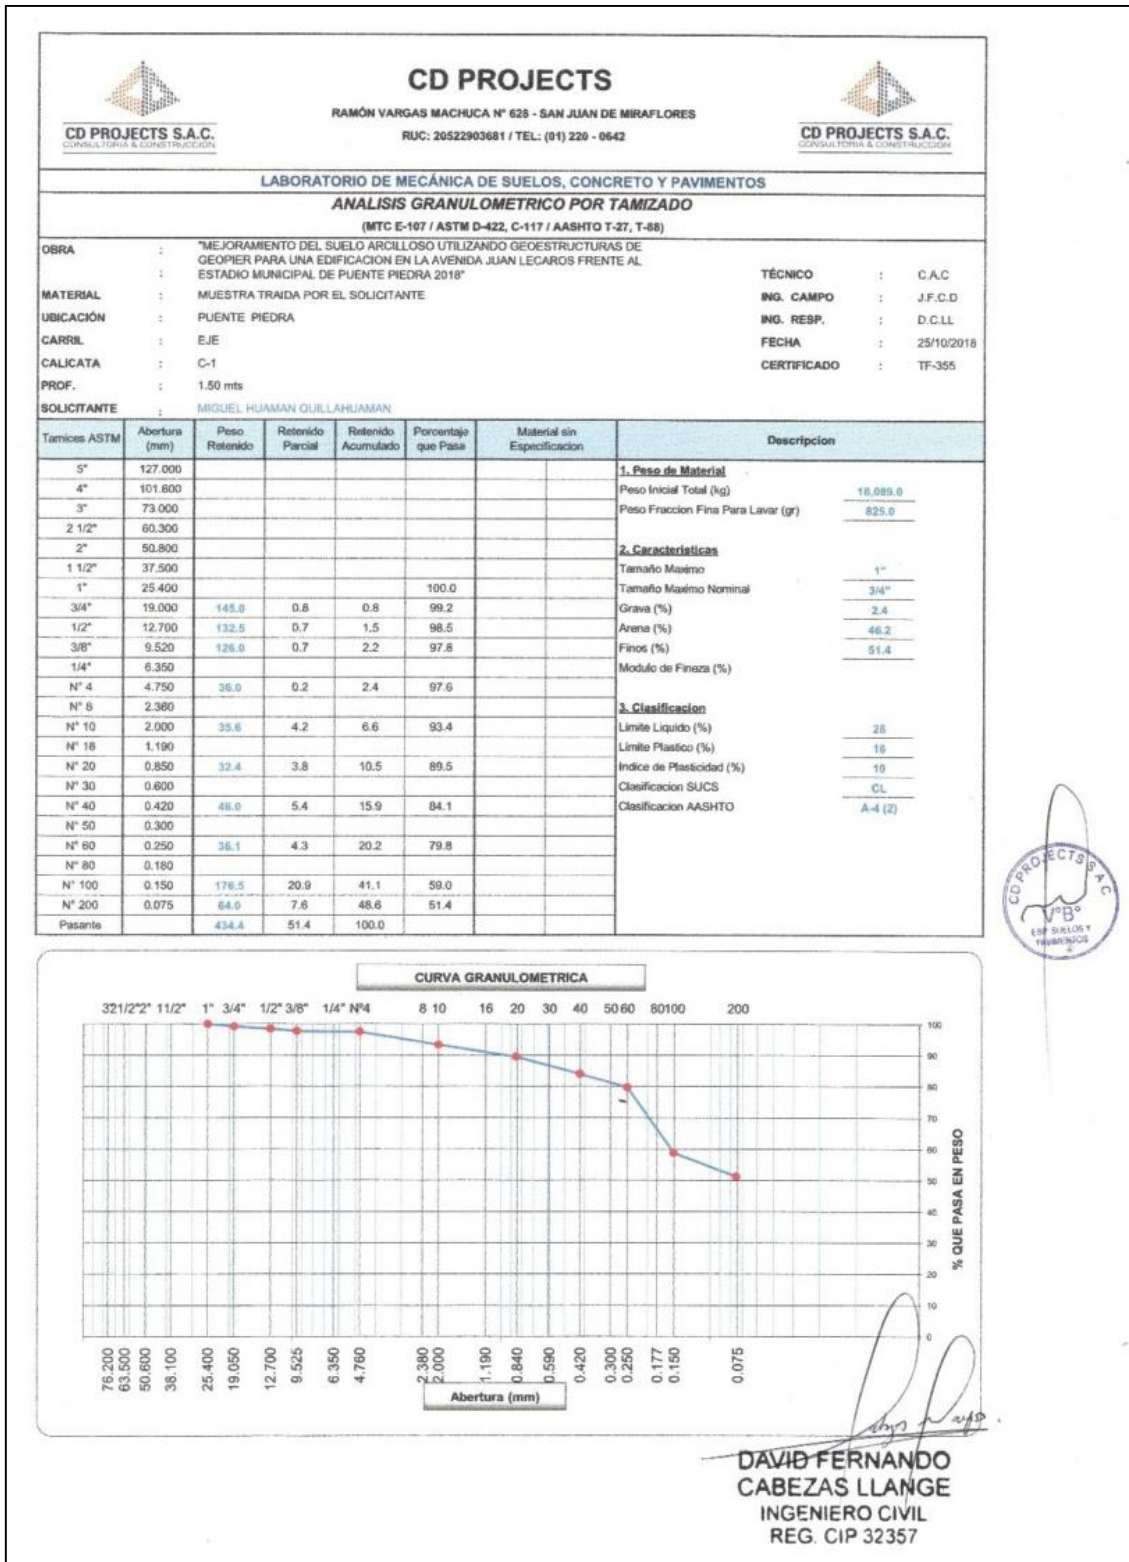 CD PROJECTS S.A.C.
CONSULTORIA & CONSTRUCCIÓN
CD PROJECTS
RAMÓN VARGAS MACHUCA N° 628 - SAN JUAN DE MIRAFLORES
RUC: 20522903681 / TEL: (01) 220 - 0642
CD PROJECTS S.A.C.
CONSULTORIA & CONSTRUCCIÓN
LABORATORIO DE MECÁNICA DE SUELOS, CONCRETO Y PAVIMENTOS
ANALISIS GRANULOMETRICO POR TAMIZADO
(MTC E-107 / ASTM D-422, C-117 / AASHTO T-27, T-88)
OBRA : "MEJORAMIENTO DEL SUELO ARCILLOSO UTILIZANDO GEOESTRUCTURAS DE
GEOPIER PARA UNA EDIFICACION EN LA AVENIDA JUAN LECAROS FRENTE AL
: ESTADIO MUNICIPAL DE PUENTE PIEDRA 2018" TÉCNICO : C.A.C
MATERIAL : MUESTRA TRAIDA POR EL SOLICITANTE ING. CAMPO : J.F.C.D
UBICACIÓN : PUENTE PIEDRA ING. RESP. : D.C.LL
CARRIL : EJE FECHA : 25/10/2018
CALICATA : C-1 CERTIFICADO : TF-355
PROF. : 1.50 mts
SOLICITANTE : MIGUEL HUAMAN QUILLAHUAMAN
Tamices ASTM Abertura (mm) Peso Retenido Retenido Parcial Retenido Acumulado Porcentaje que Pasa Material sin Especificacion Descripcion
5" 127.000 1. Peso de Material
4" 101.600 Peso Inicial Total (kg) 18,089.0
3" 73.000 Peso Fraccion Fina Para Lavar (gr) 825.0
2 1/2" 60.300
2" 50.800 2. Caracteristicas
1 1/2" 37.500 Tamaño Maximo 1"
1" 25.400 100.0 Tamaño Maximo Nominal 3/4"
3/4" 19.000 145.0 0.8 0.8 99.2 Grava (%) 2.4
1/2" 12.700 132.5 0.7 1.5 98.5 Arena (%) 46.2
3/8" 9.520 126.0 0.7 2.2 97.8 Finos (%) 51.4
1/4" 6.350 Modulo de Fineza (%)
N° 4 4.750 36.0 0.2 2.4 97.6
N° 8 2.360 3. Clasificacion
N° 10 2.000 35.6 4.2 6.6 93.4 Limite Liquido (%) 26
N° 16 1.190 Limite Plastico (%) 16
N° 20 0.850 32.4 3.8 10.5 89.5 Indice de Plasticidad (%) 10
N° 30 0.600 Clasificacion SUCS CL
N° 40 0.420 46.0 5.4 15.9 84.1 Clasificacion AASHTO A-4 (2)
N° 50 0.300
N° 60 0.250 36.1 4.3 20.2 79.8
N° 80 0.180
N° 100 0.150 176.5 20.9 41.1 59.0
N° 200 0.075 64.0 7.6 48.6 51.4
Pasante 434.4 51.4 100.0
CD PROJECTS S A C
V°B°
ESP. SUELOS Y
PAVIMENTOS
CURVA GRANULOMETRICA
321/2"2" 11/2" 1" 3/4" 1/2" 3/8" 1/4" Nº4 8 10 16 20 30 40 50 60 80100 200
100
90
80
70
60
50
40
30
20
10
0
% QUE PASA EN PESO
76.200 63.500 50.600 38.100 25.400 19.050 12.700 9.525 6.350 4.760 2.380 2.000 1.190 0.840 0.590 0.420 0.300 0.250 0.177 0.150 0.075
Abertura (mm)
DAVID FERNANDO
CABEZAS LLANGE
INGENIERO CIVIL
REG. CIP 32357